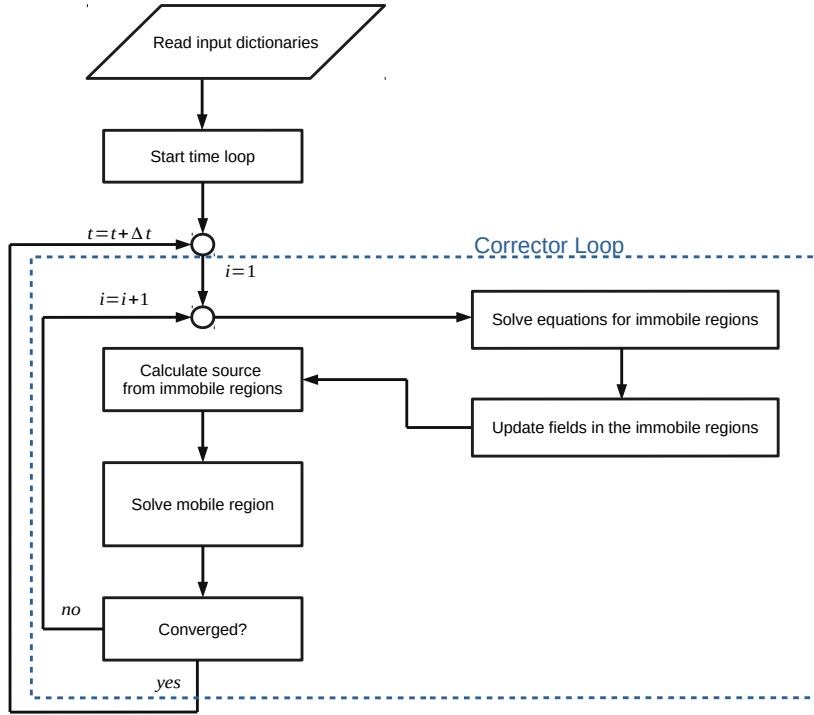 Read input dictionaries
Start time loop
t=t+Δt
Corrector Loop
i=1
i=i+1
Solve equations for immobile regions
Calculate source
from immobile regions
Update fields in the immobile regions
Solve mobile region
no
Converged?
yes